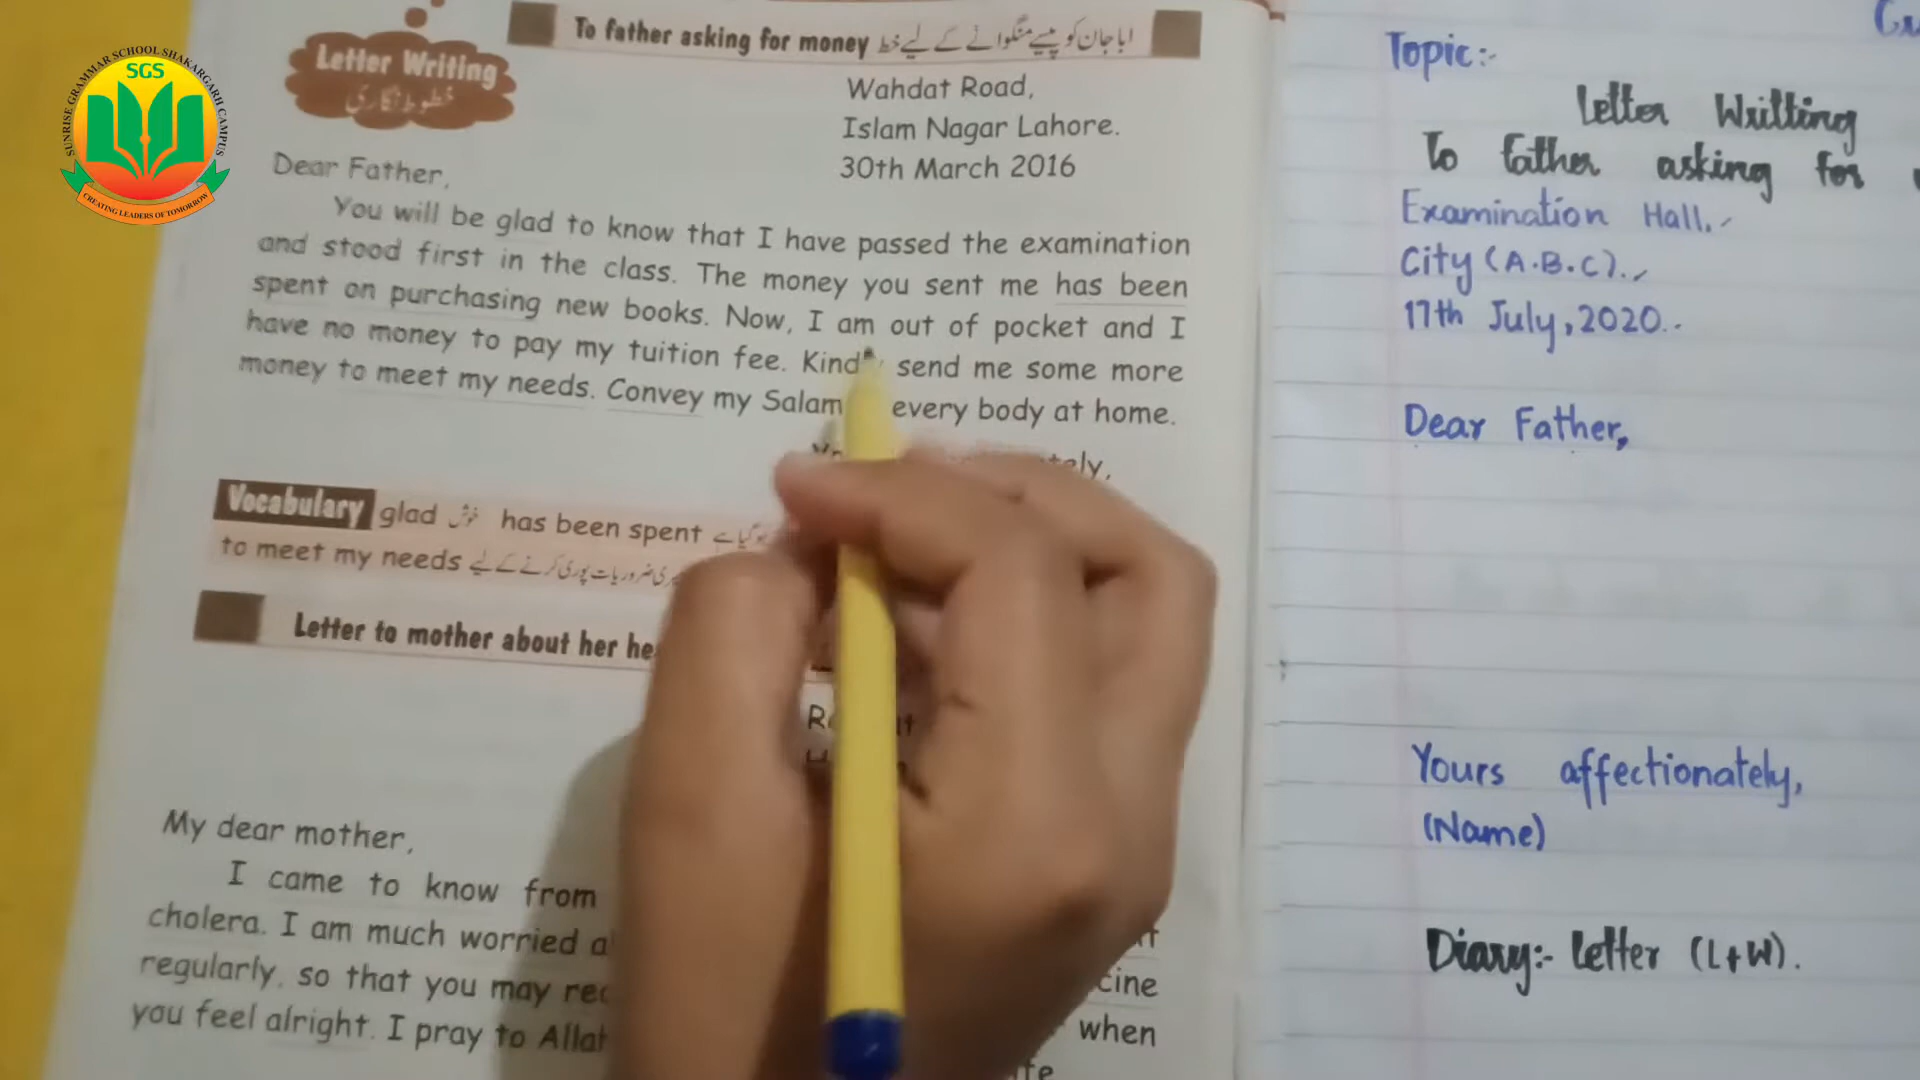 SUNRISE GRAMMAR SCHOOL SHAKARGARH CAMPUS
SGS
CREATING LEADERS OF TOMORROW
Letter Writing
خطوط نگاری
To father asking for money ابا جان کو پیسے منگوانے کے لیے خط
Wahdat Road,
Islam Nagar Lahore.
30th March 2016
Dear Father,
You will be glad to know that I have passed the examination
and stood first in the class. The money you sent me has been
spent on purchasing new books. Now, I am out of pocket and I
have no money to pay my tuition fee. Kind send me some more
money to meet my needs. Convey my Salam every body at home.
Vocabulary glad خوش has been spent
to meet my needs میری ضروریات پوری کرنے کے لیے
Letter to mother about her
My dear mother,
I came to know from
cholera. I am much worried
regularly, so that you may
cine
you feel alright. I pray to
when
Topic:-
Letter Writting
To father asking for
Examination Hall,
City (A.B.C).
17th July, 2020.
Dear Father,
Yours affectionately,
(Name)
Diary:- Letter (L+W).